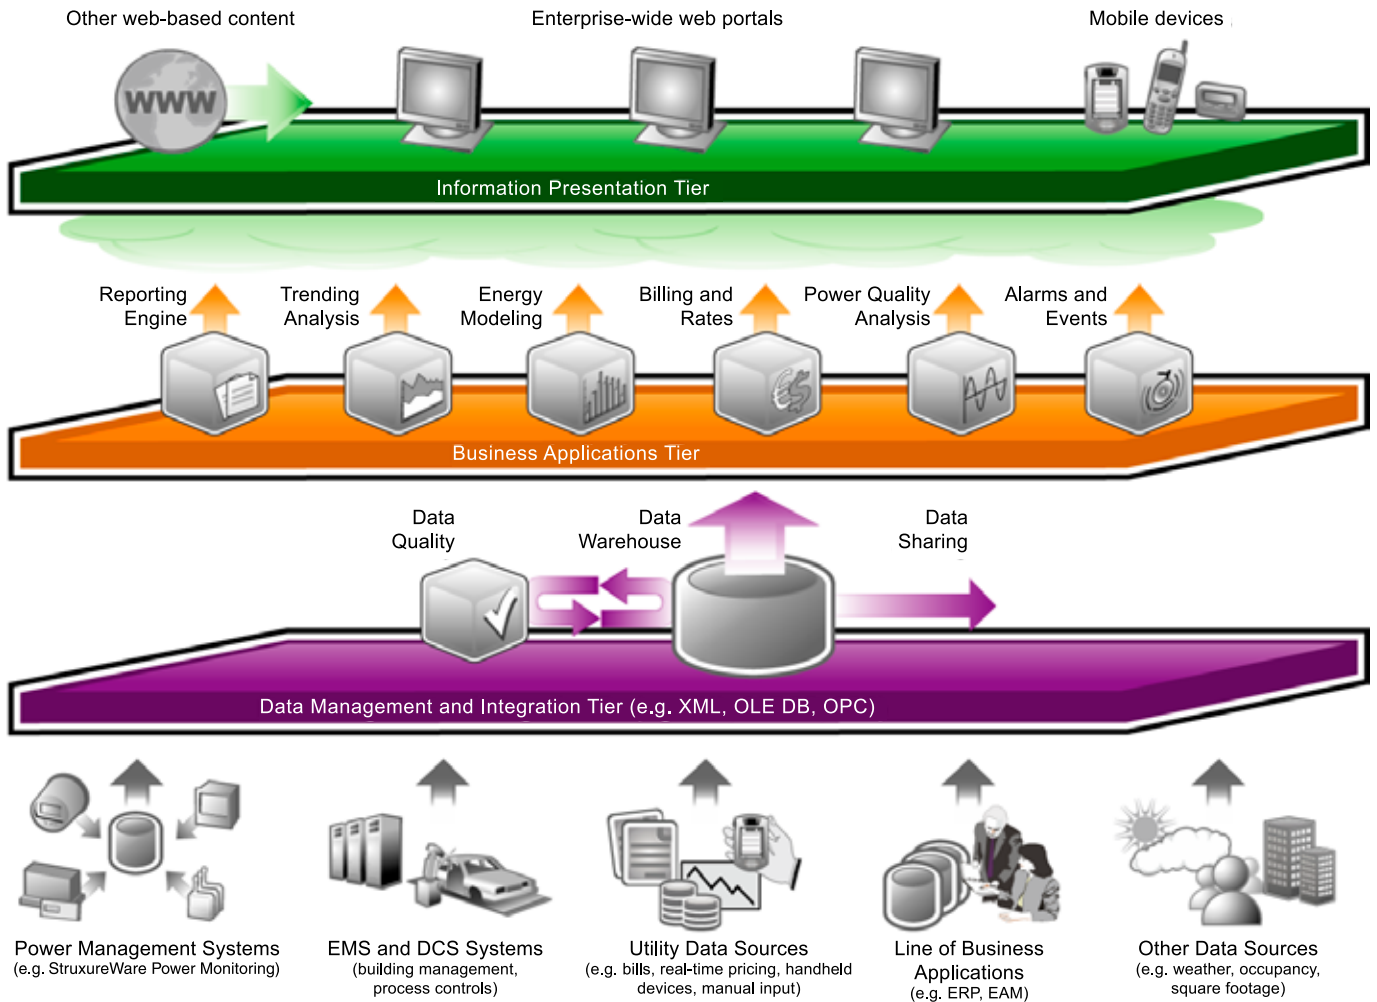 Other web-based content
Enterprise-wide web portals
Mobile devices
WWW
Information Presentation Tier
Reporting
Engine
Trending
Analysis
Energy
Modeling
Billing and
Rates
Power Quality
Analysis
Alarms and
Events
Business Applications Tier
Data
Quality
Data
Warehouse
Data
Sharing
Data Management and Integration Tier (e.g. XML, OLE DB, OPC)
Power Management Systems
(e.g. StruxureWare Power Monitoring)
EMS and DCS Systems
(building management,
process controls)
Utility Data Sources
(e.g. bills, real-time pricing, handheld
devices, manual input)
Line of Business
Applications
(e.g. ERP, EAM)
Other Data Sources
(e.g. weather, occupancy,
square footage)